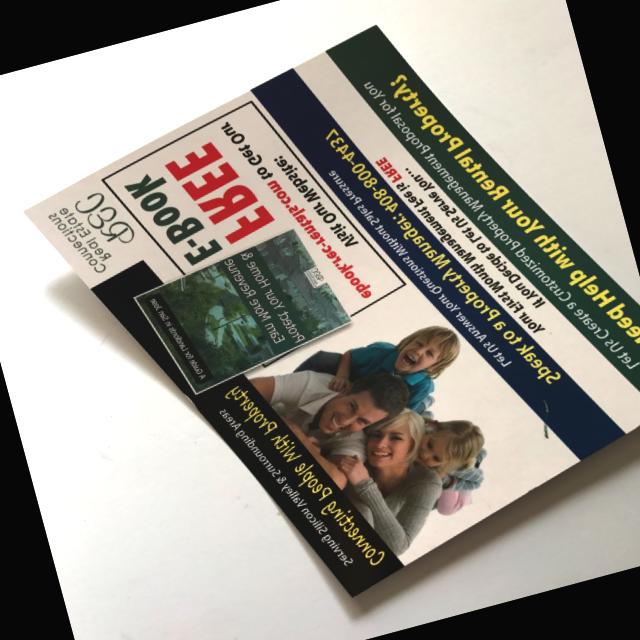 eed Help with Your Rental Property?
Let Us Create a Customized Property Management Proposal for You
If You Decide to Let Us Serve You...
Your First Month Management Fee is FREE
Speak to a Property Manager: 408-800-4437
Let Us Answer Your Questions Without Sales Pressure
Visit Our Website:
ebook.rec-rentals.com to Get Our
FREE FREE
E-BOOK
Protect Your Home &
Earn More Revenue
REC
Real Estate
Connections
Connecting People With Property
Serving Silicon Valley & Surrounding Areas